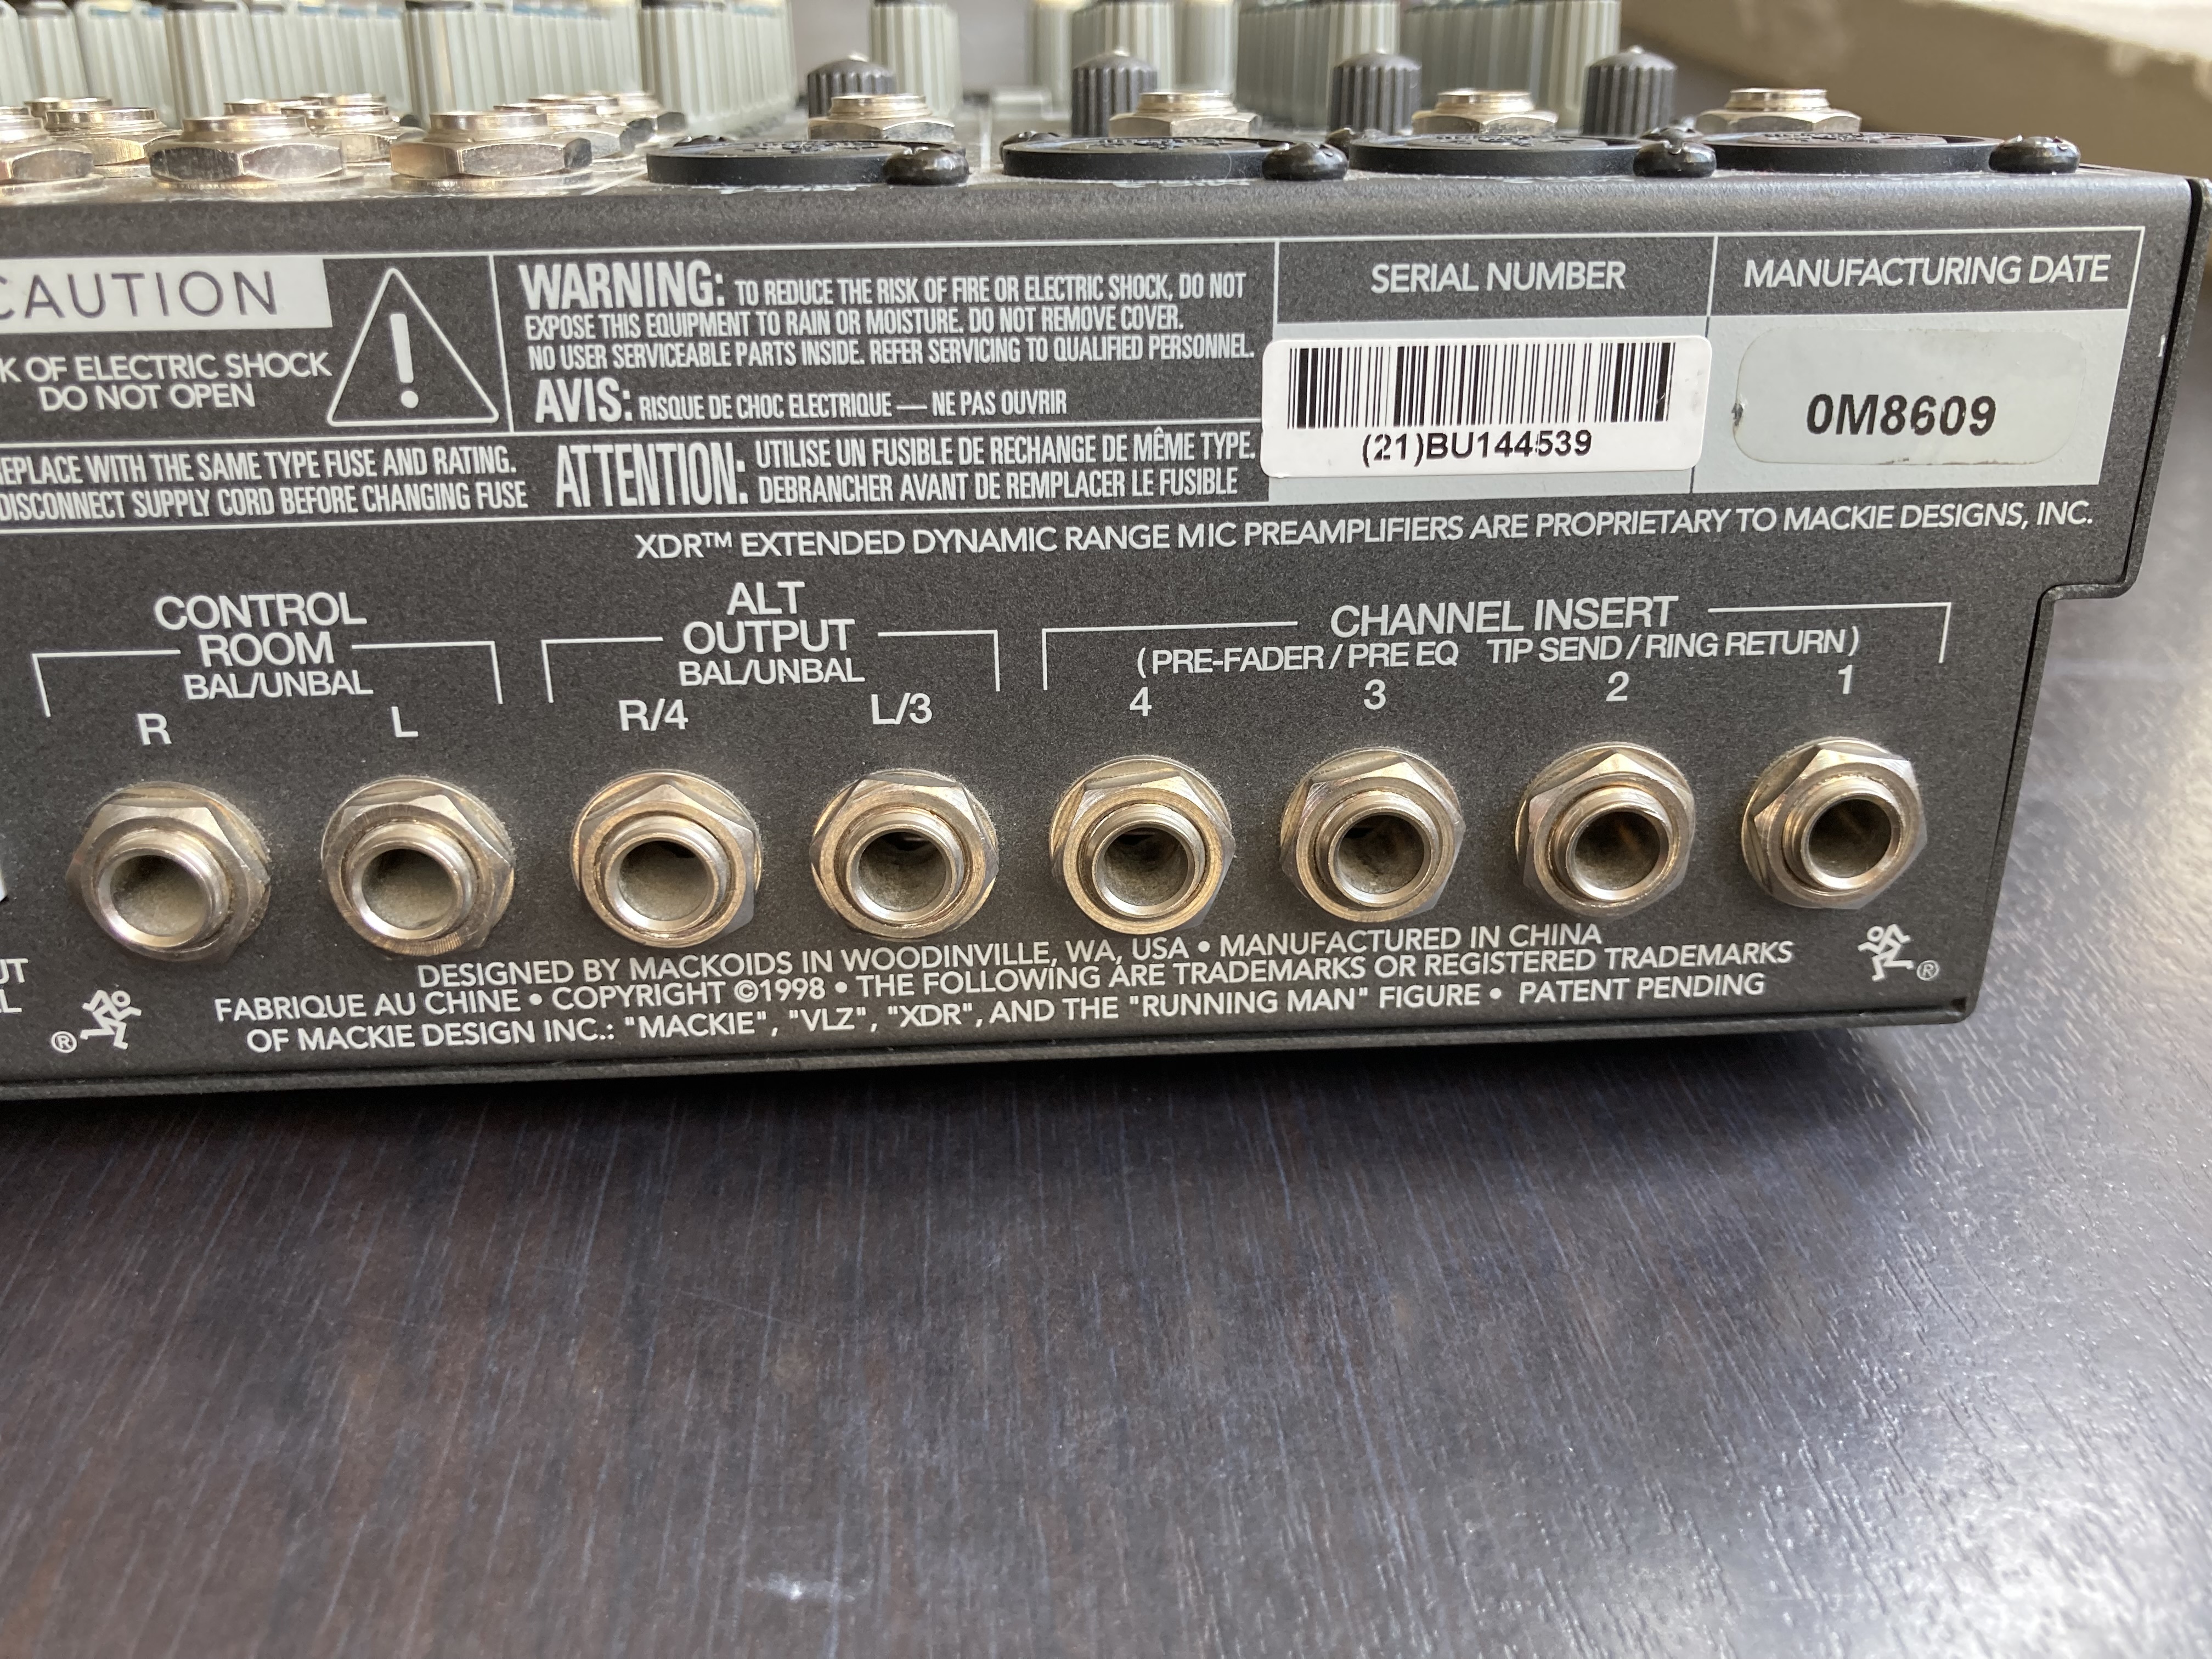 CAUTION
K OF ELECTRIC SHOCK
DO NOT OPEN
EPLACE WITH THE SAME TYPE FUSE AND RATING.
DISCONNECT SUPPLY CORD BEFORE CHANGING FUSE
WARNING: TO REDUCE THE RISK OF FIRE OR ELECTRIC SHOCK, DO NOT
EXPOSE THIS EQUIPMENT TO RAIN OR MOISTURE. DO NOT REMOVE COVER.
NO USER SERVICEABLE PARTS INSIDE. REFER SERVICING TO QUALIFIED PERSONNEL.
AVIS: RISQUE DE CHOC ELECTRIQUE — NE PAS OUVRIR
ATTENTION: UTILISE UN FUSIBLE DE RECHANGE DE MÊME TYPE.
DEBRANCHER AVANT DE REMPLACER LE FUSIBLE
SERIAL NUMBER
(21)BU144539
MANUFACTURING DATE
0M8609
XDR™ EXTENDED DYNAMIC RANGE MIC PREAMPLIFIERS ARE PROPRIETARY TO MACKIE DESIGNS, INC.
CONTROL
ROOM
BAL/UNBAL
R L
ALT
OUTPUT
BAL/UNBAL
R/4 L/3
CHANNEL INSERT
(PRE-FADER / PRE EQ TIP SEND / RING RETURN)
4 3 2 1
UT
AL
DESIGNED BY MACKOIDS IN WOODINVILLE, WA, USA • MANUFACTURED IN CHINA
FABRIQUE AU CHINE • COPYRIGHT ©1998 • THE FOLLOWING ARE TRADEMARKS OR REGISTERED TRADEMARKS
OF MACKIE DESIGN INC.: "MACKIE", "VLZ", "XDR", AND THE "RUNNING MAN" FIGURE • PATENT PENDING
® ®